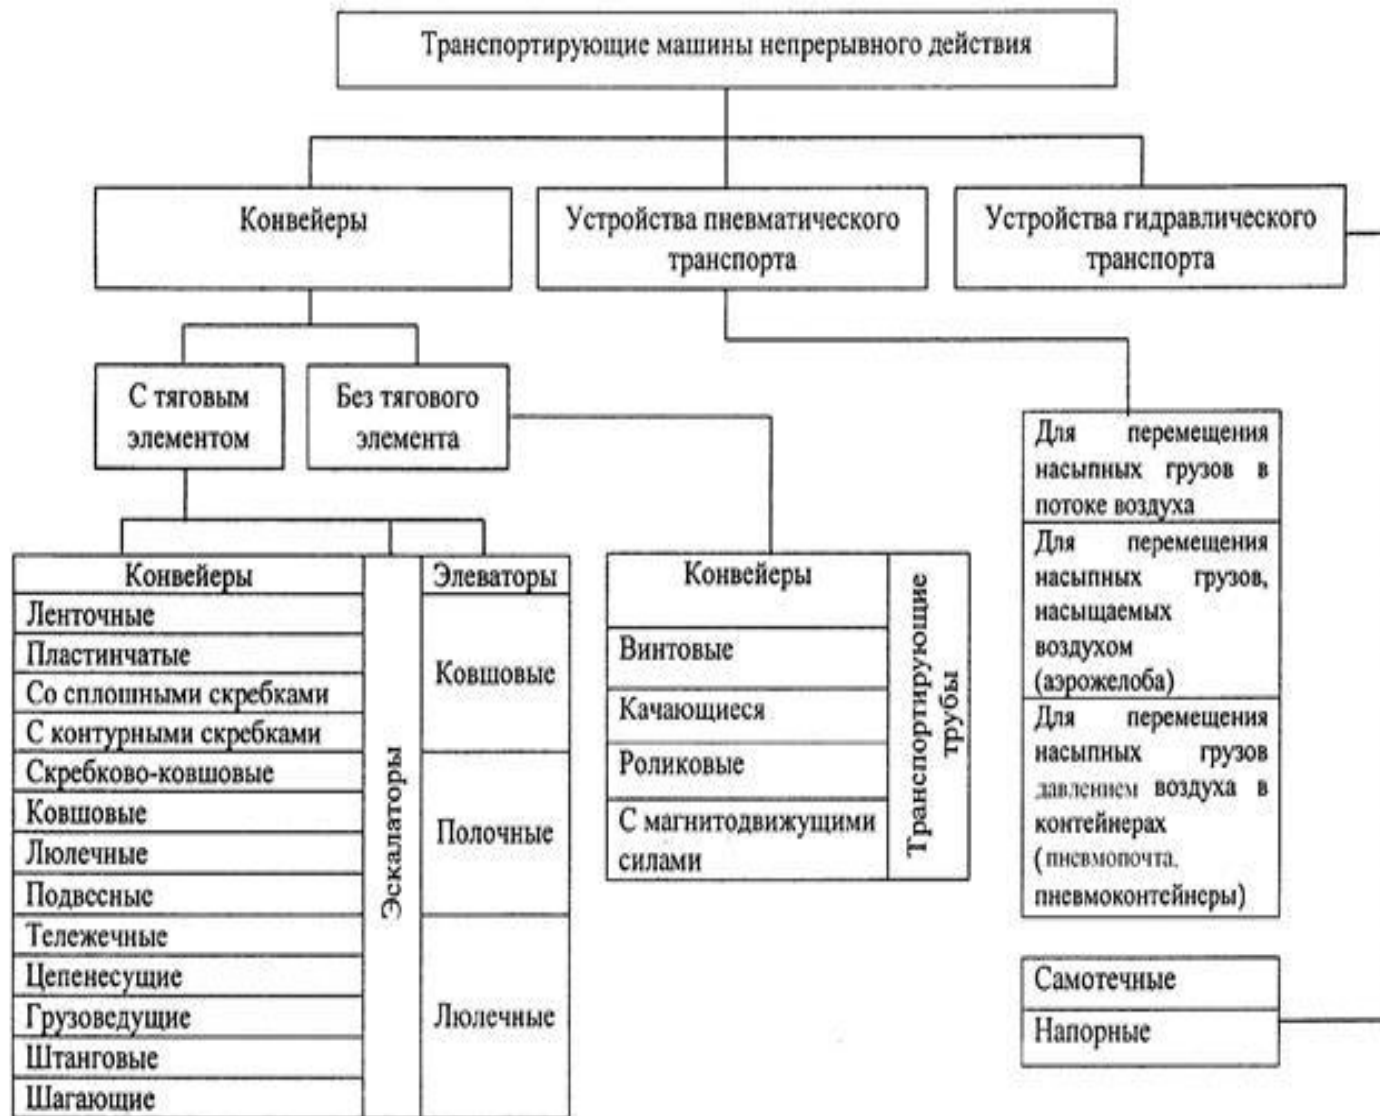 Транспортирующие машины непрерывного действия
Конвейеры
Устройства пневматического
транспорта
Устройства гидравлического
транспорта
С тяговым
элементом
Без тягового
элемента
Конвейеры
Ленточные
Пластинчатые
Со сплошными скребками
С контурными скребками
Скребково-ковшовые
Ковшовые
Люлечные
Подвесные
Тележечные
Цепенесущие
Грузоведущие
Штанговые
Шагающие
Эскалаторы
Элеваторы
Ковшовые
Полочные
Люлечные
Конвейеры
Винтовые
Качающиеся
Роликовые
С магнитодвижущими
силами
Транспортирующие
трубы
Для перемещения
насыпных грузов в
потоке воздуха
Для перемещения
насыпных грузов,
насыщаемых
воздухом
(аэрожелоба)
Для перемещения
насыпных грузов
давлением воздуха в
контейнерах
(пневмопочта.
пневмоконтейнеры)
Самотечные
Напорные